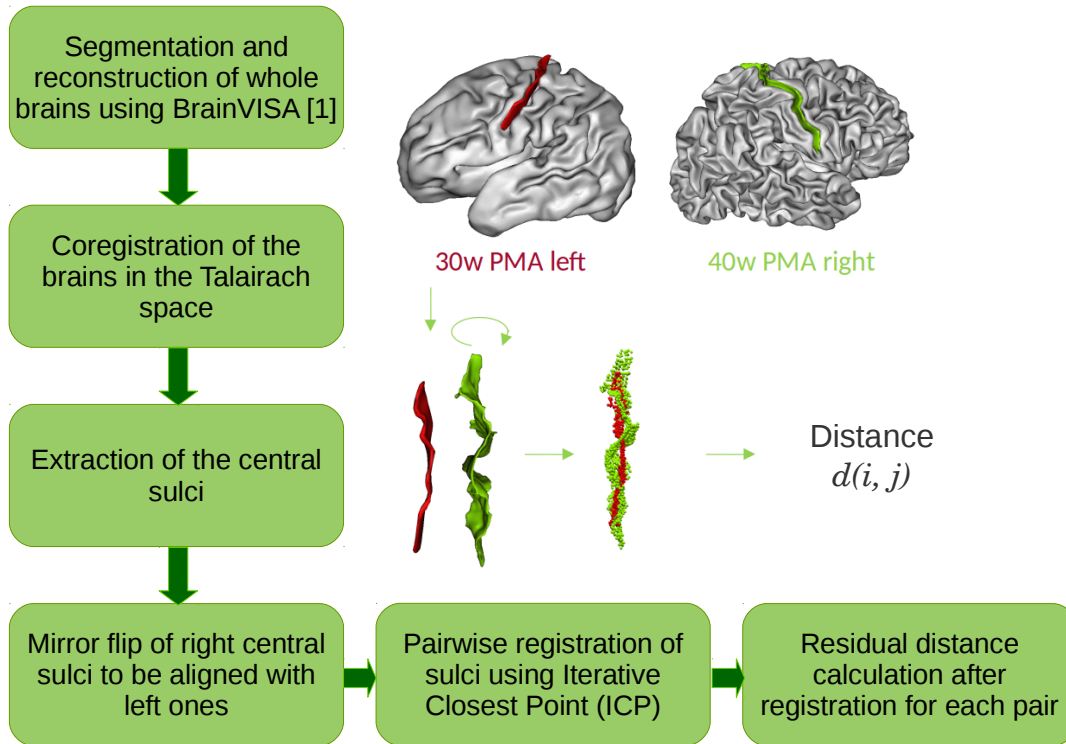 Segmentation and
reconstruction of whole
brains using BrainVISA [1]
Coregistration of the
brains in the Talairach
space
Extraction of the central
sulci
Mirror flip of right central
sulci to be aligned with
left ones
Pairwise registration of
sulci using Iterative
Closest Point (ICP)
Residual distance
calculation after
registration for each pair
30w PMA left
40w PMA right
Distance
d(i, j)